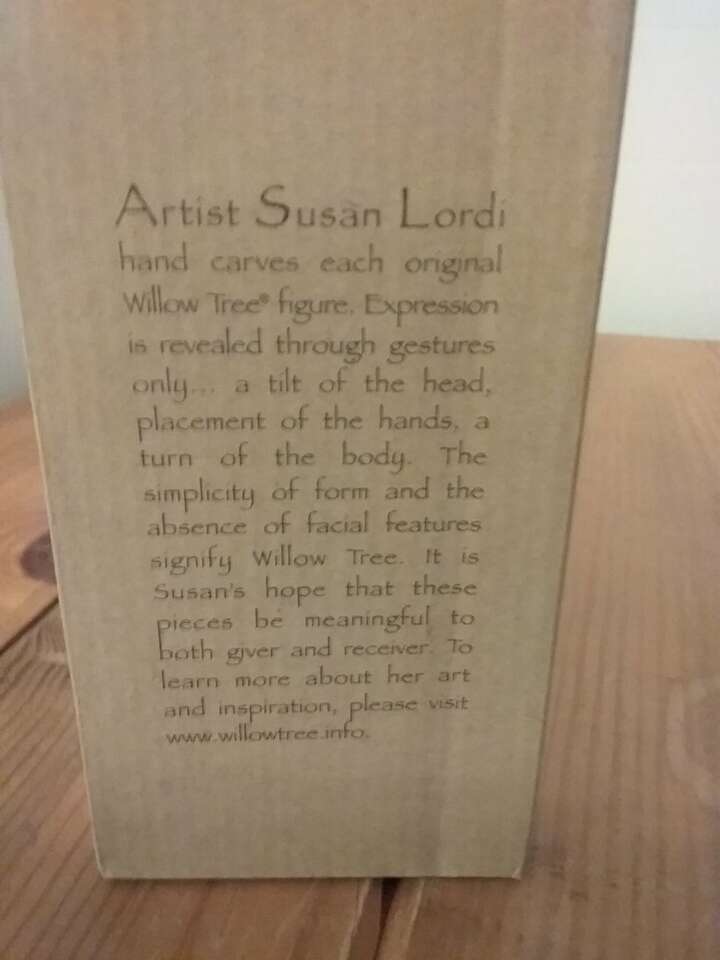 Artist Susan Lordi
hand carves each original
Willow Tree® figure. Expression
is revealed through gestures
only... a tilt of the head,
placement of the hands, a
turn of the body. The
simplicity of form and the
absence of facial features
signify Willow Tree. It is
Susan's hope that these
pieces be meaningful to
both giver and receiver. To
learn more about her art
and inspiration, please visit
www.willowtree.info.